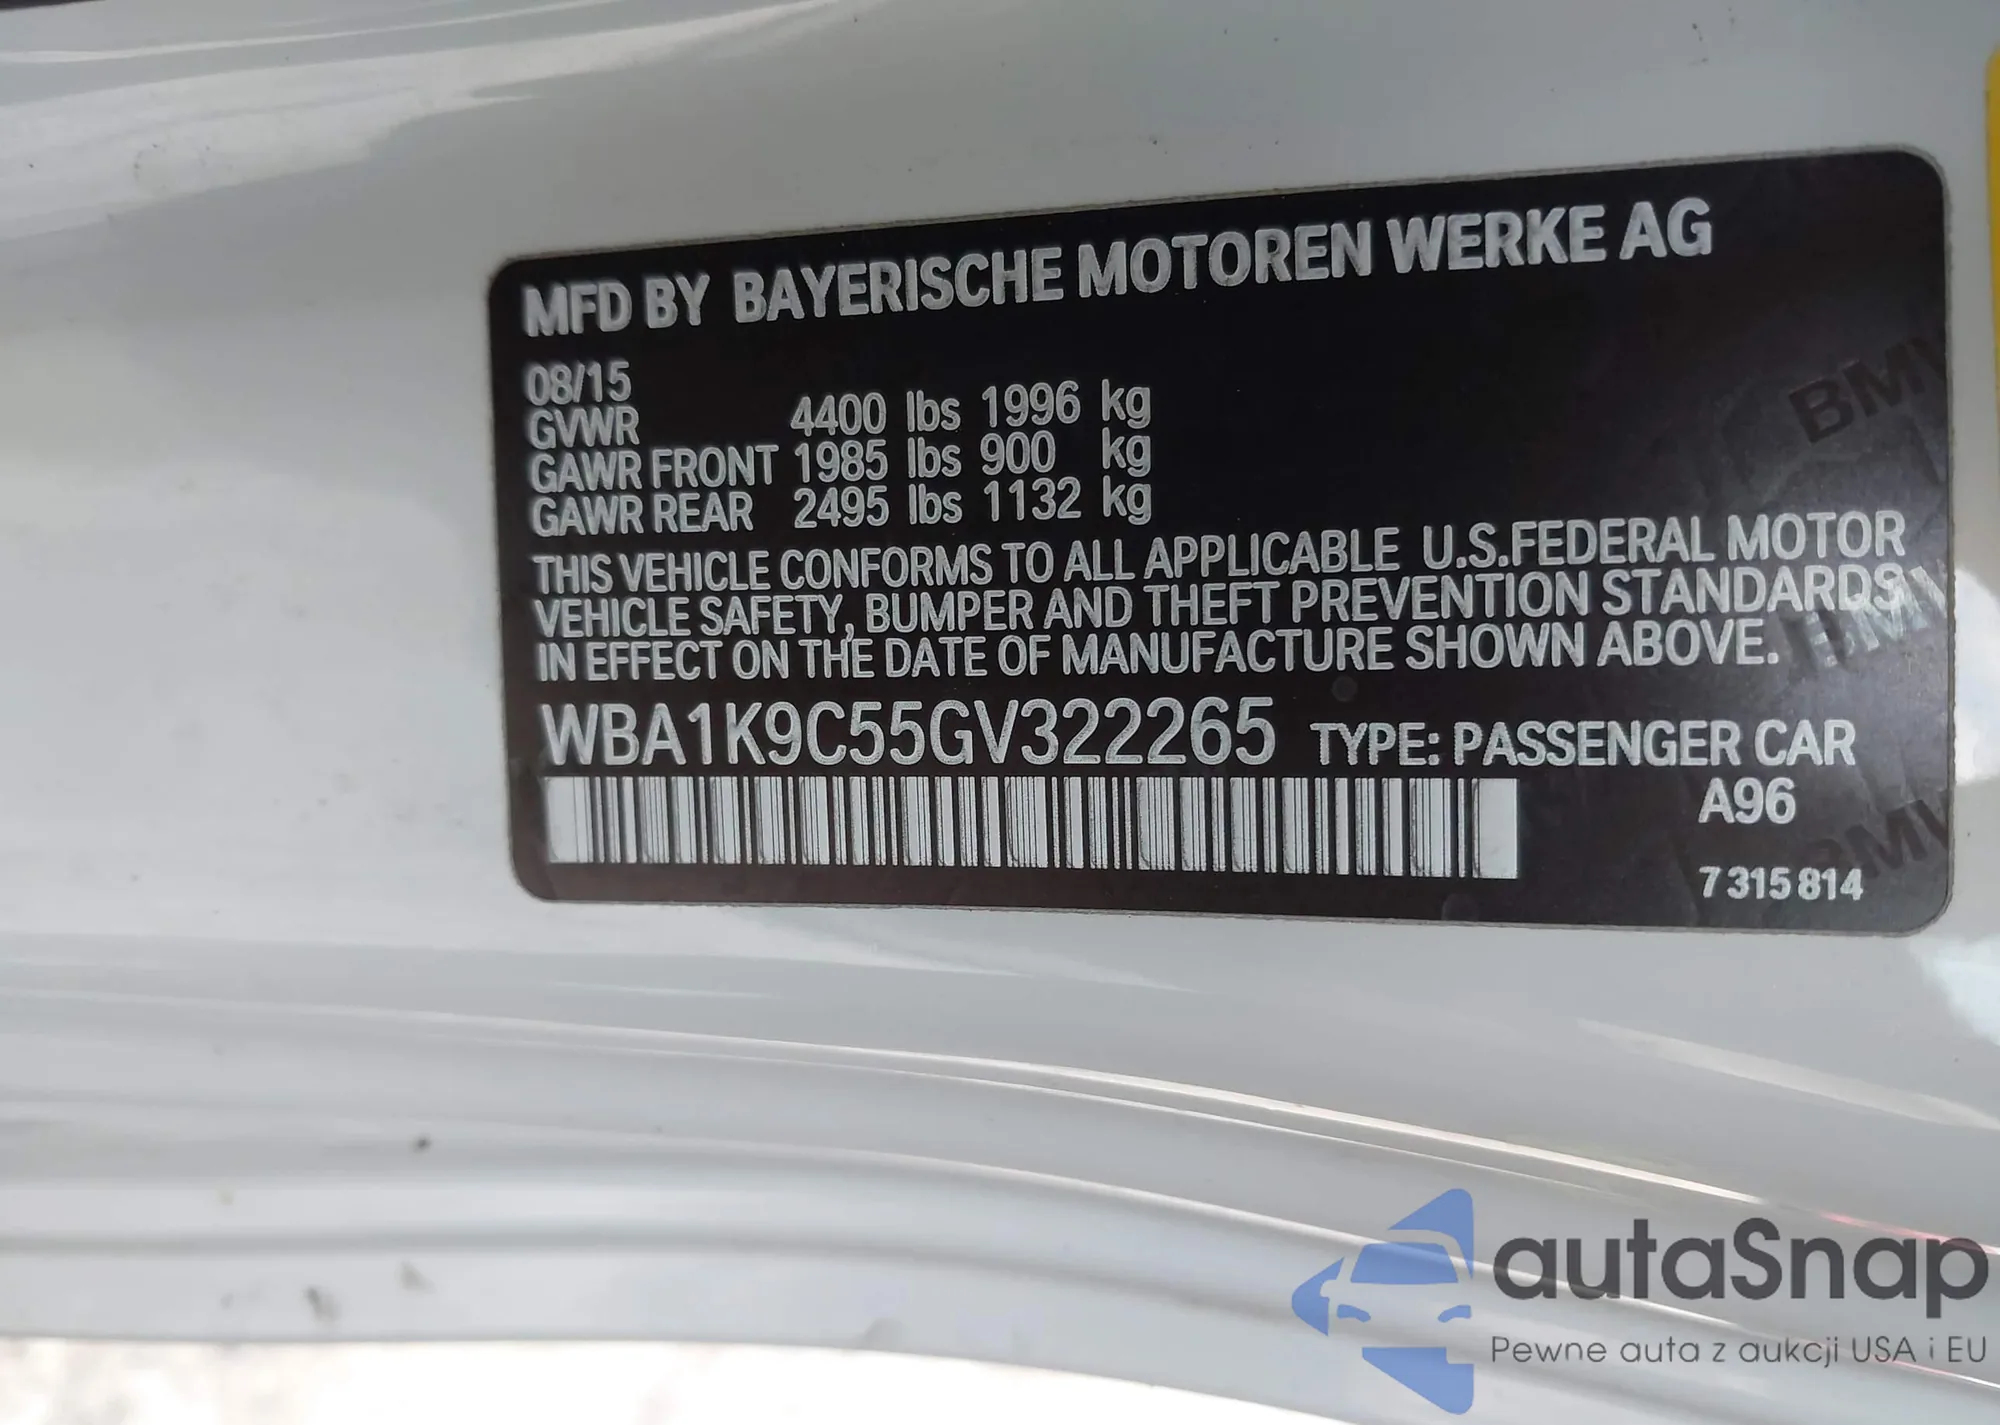 MFD BY BAYERISCHE MOTOREN WERKE AG
08/15
GVWR 4400 lbs 1996 kg
GAWR FRONT 1985 lbs 900 kg
GAWR REAR 2495 lbs 1132 kg
THIS VEHICLE CONFORMS TO ALL APPLICABLE U.S.FEDERAL MOTOR
VEHICLE SAFETY, BUMPER AND THEFT PREVENTION STANDARDS
IN EFFECT ON THE DATE OF MANUFACTURE SHOWN ABOVE.
WBA1K9C55GV322265 TYPE: PASSENGER CAR
A96
7 315 814
BMW
BMW
BMW
autaSnap
Pewne auta z aukcji USA i EU